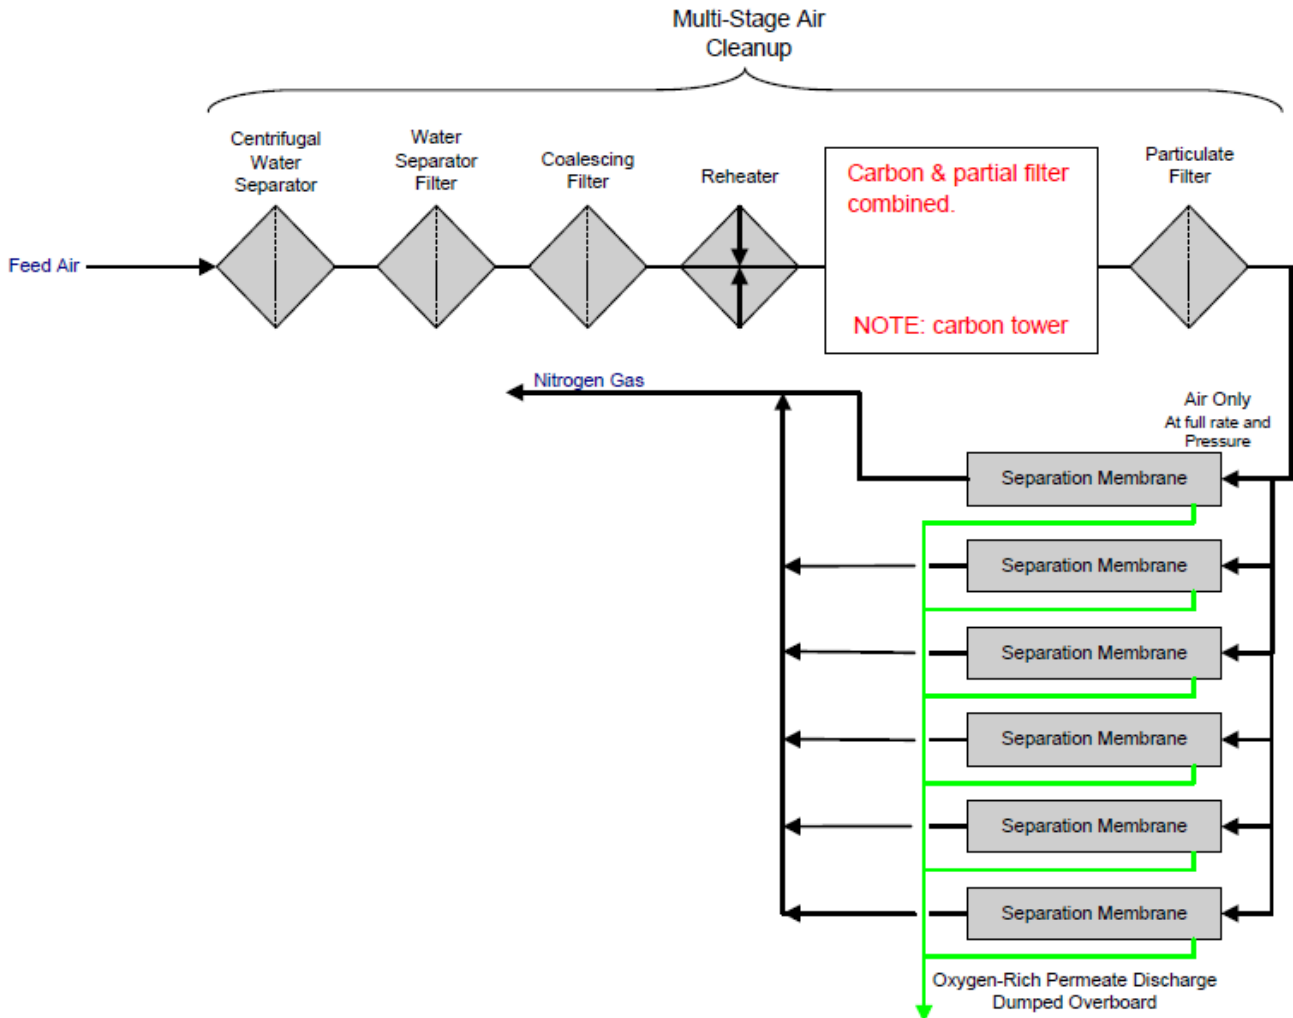 Multi-Stage Air
Cleanup
Centrifugal
Water
Separator
Water
Separator
Filter
Coalescing
Filter
Reheater
Carbon & partial filter
combined.
NOTE: carbon tower
Particulate
Filter
Feed Air
Nitrogen Gas
Air Only
At full rate and
Pressure
Separation Membrane
Separation Membrane
Separation Membrane
Separation Membrane
Separation Membrane
Separation Membrane
Oxygen-Rich Permeate Discharge
Dumped Overboard